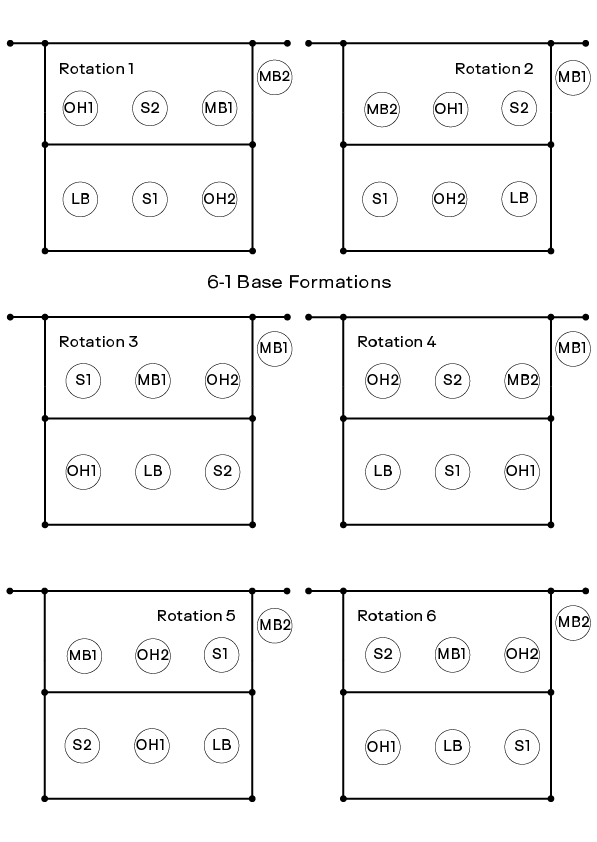 Rotation 1
MB2
OH1 S2 MB1
LB S1 OH2
Rotation 2
MB1
MB2 OH1 S2
S1 OH2 LB
6-1 Base Formations
Rotation 3
MB1
S1 MB1 OH2
OH1 LB S2
Rotation 4
MB1
OH2 S2 MB2
LB S1 OH1
Rotation 5
MB2
MB1 OH2 S1
S2 OH1 LB
Rotation 6
MB2
S2 MB1 OH2
OH1 LB S1